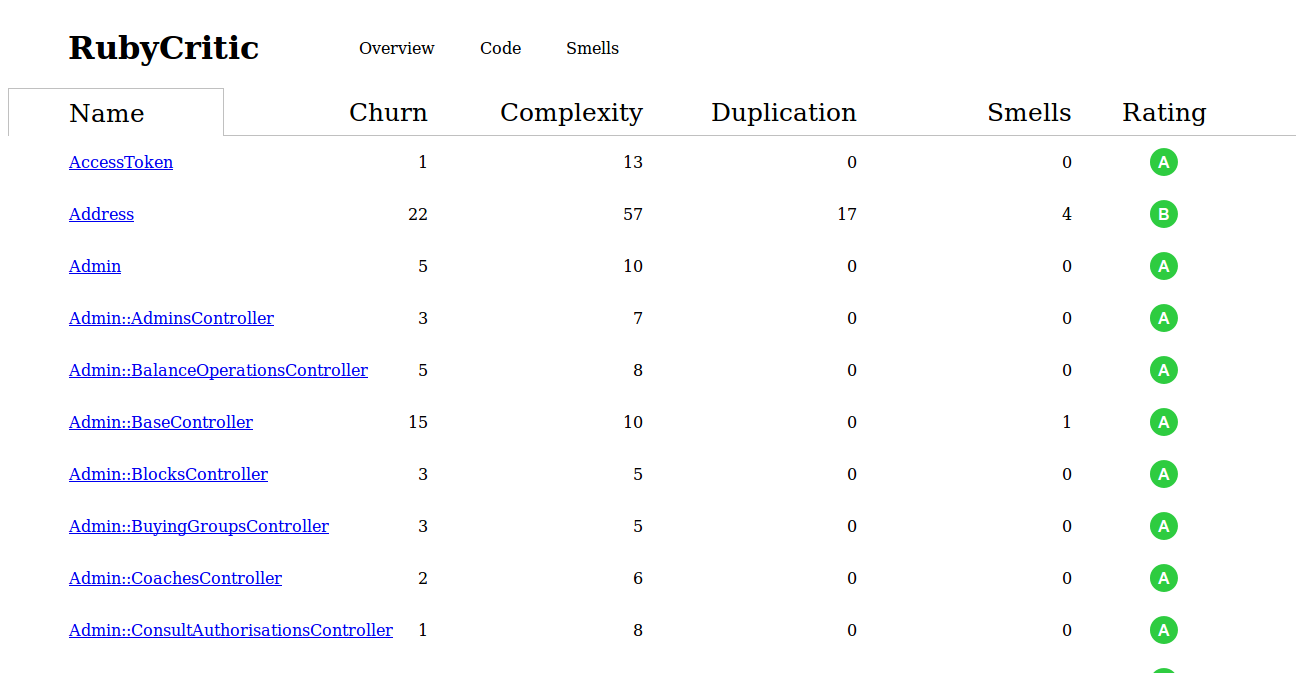 RubyCritic Overview Code Smells
Name Churn Complexity Duplication Smells Rating
AccessToken 1 13 0 0 A
Address 22 57 17 4 B
Admin 5 10 0 0 A
Admin::AdminsController 3 7 0 0 A
Admin::BalanceOperationsController 5 8 0 0 A
Admin::BaseController 15 10 0 1 A
Admin::BlocksController 3 5 0 0 A
Admin::BuyingGroupsController 3 5 0 0 A
Admin::CoachesController 2 6 0 0 A
Admin::ConsultAuthorisationsController 1 8 0 0 A